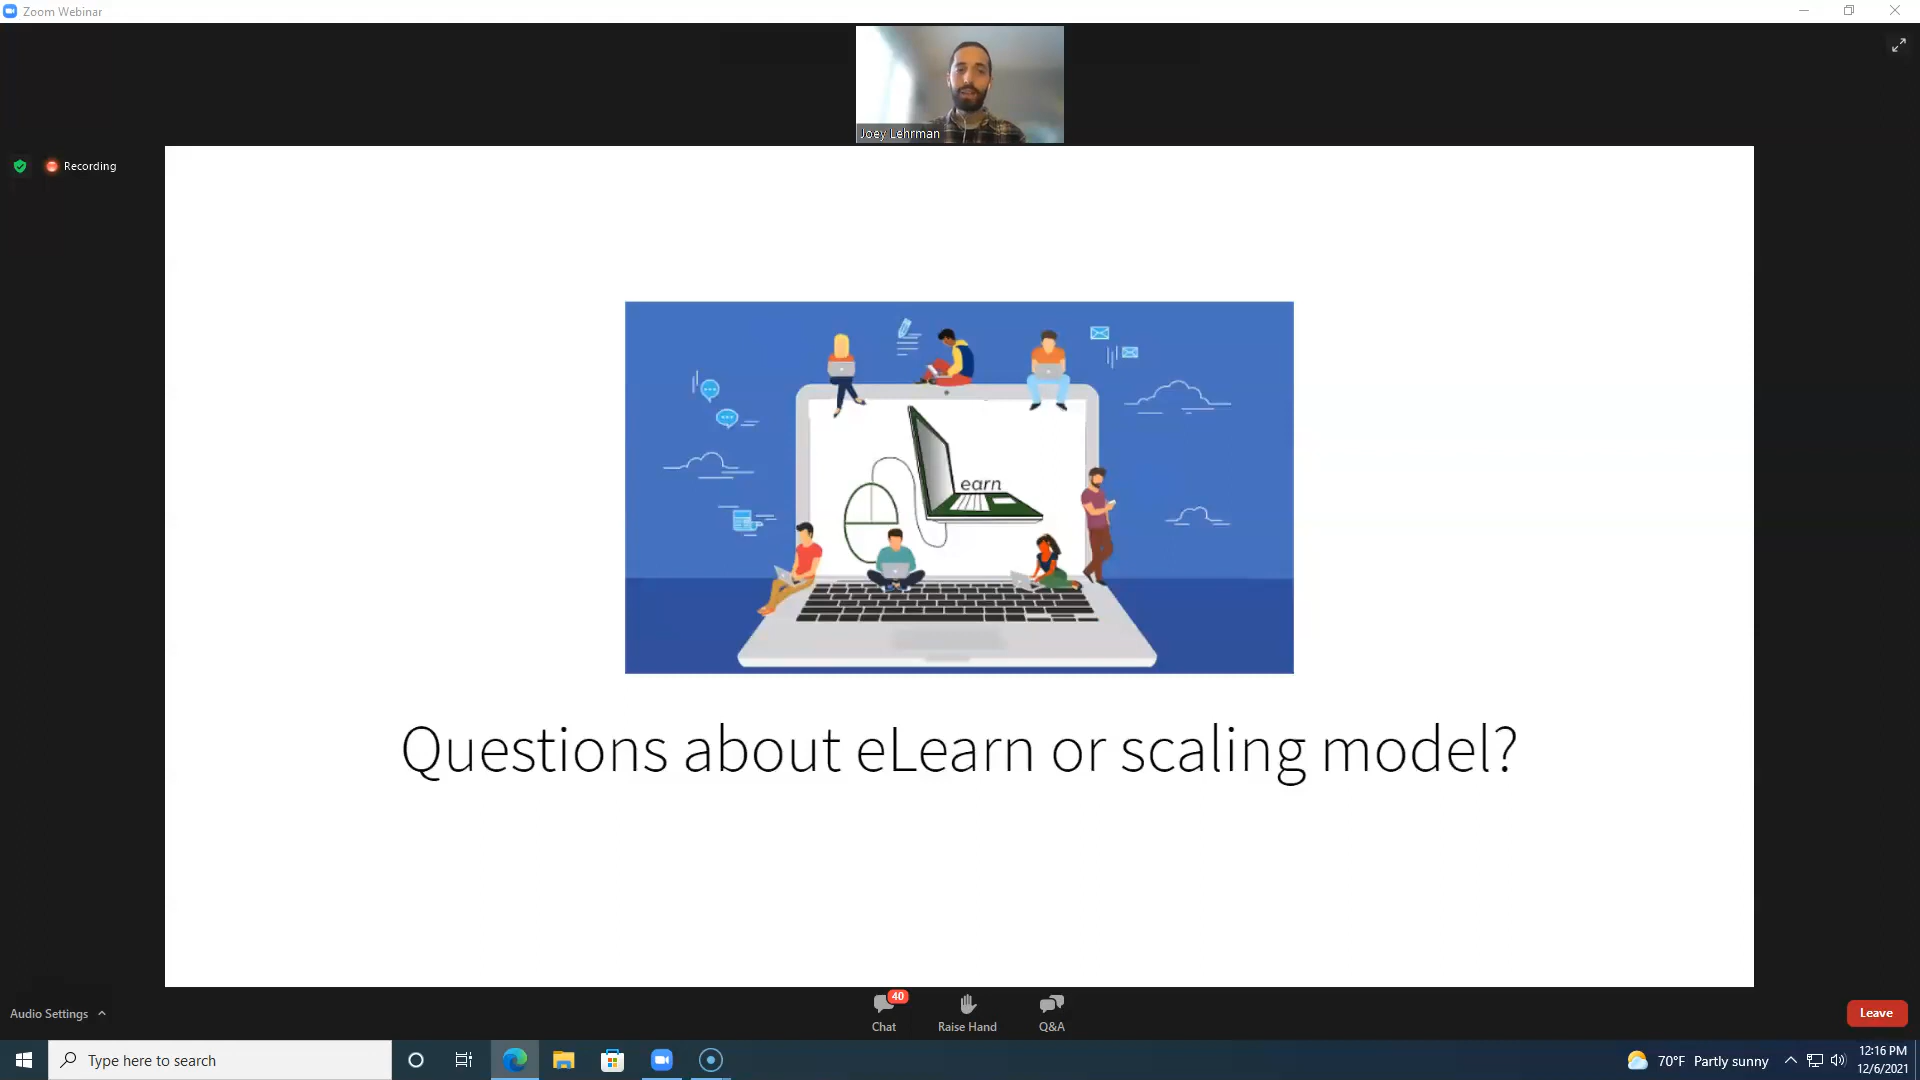 Zoom Webinar
Joey Lehrman
Recording
earn
Questions about eLearn or scaling model?
Audio Settings
40
Chat
Raise Hand
Q&A
Leave
Type here to search
70°F Partly sunny
12:16 PM
12/6/2021